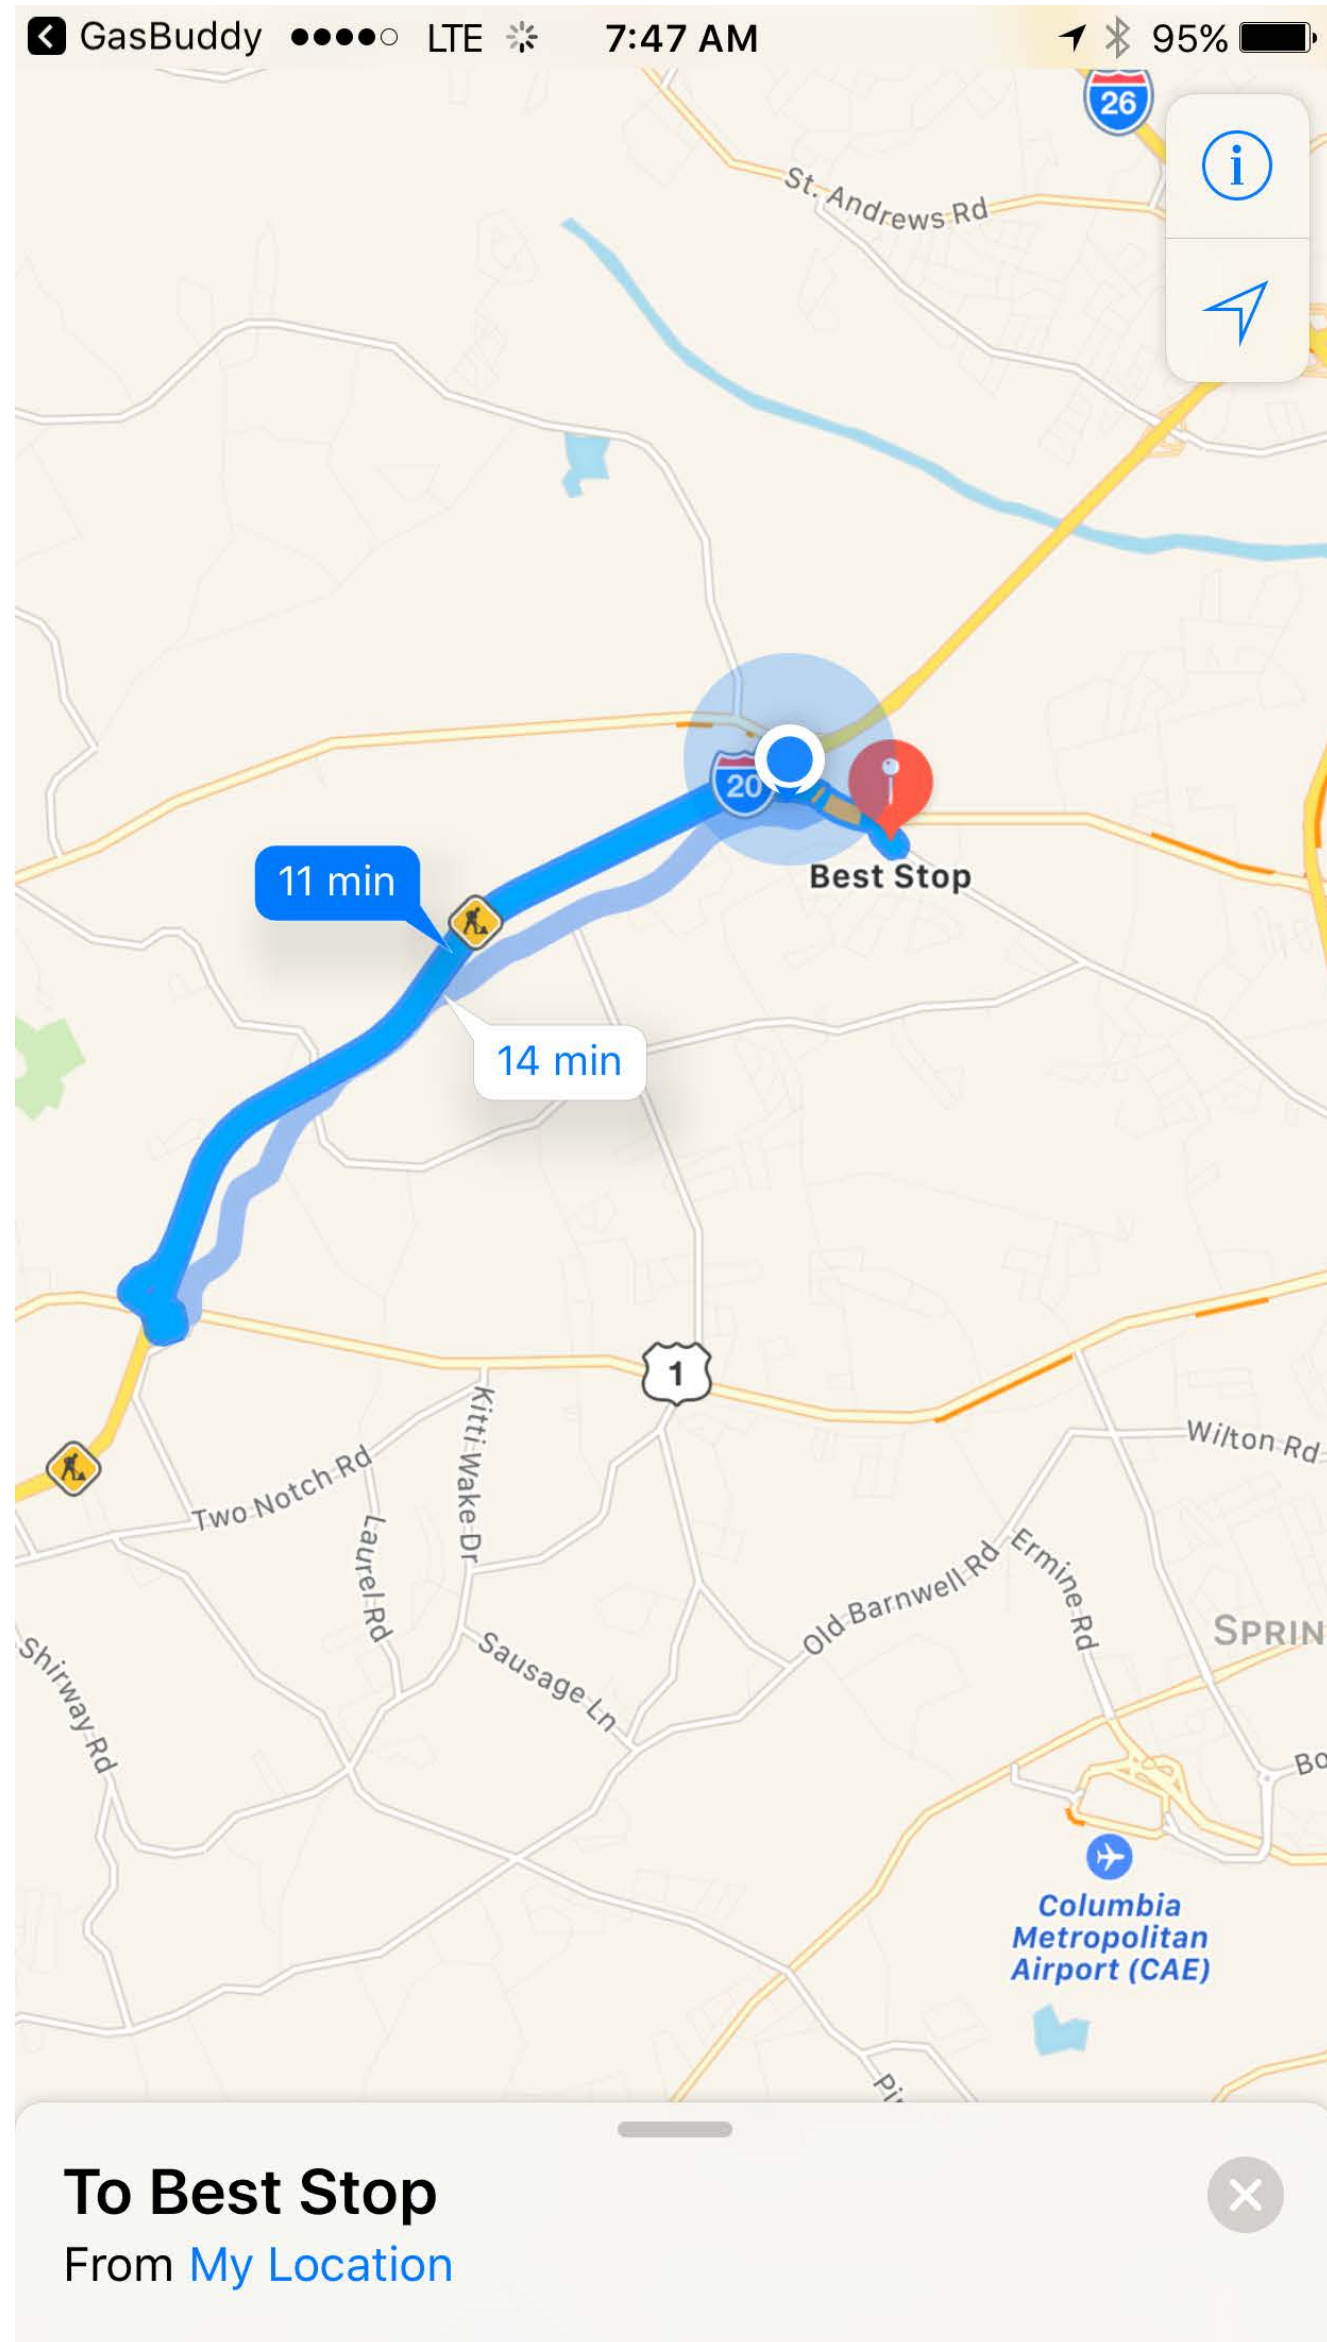 GasBuddy LTE 7:47 AM 95%
26
St. Andrews Rd
20
Best Stop
11 min
14 min
1
Kitti Wake Dr
Wilton Rd
Two Notch Rd
Laurel Rd
Old Barnwell Rd
Ermine Rd
SPRIN
Shirway Rd
Sausage Ln
Bo
Columbia
Metropolitan
Airport (CAE)
Pi
To Best Stop
From My Location